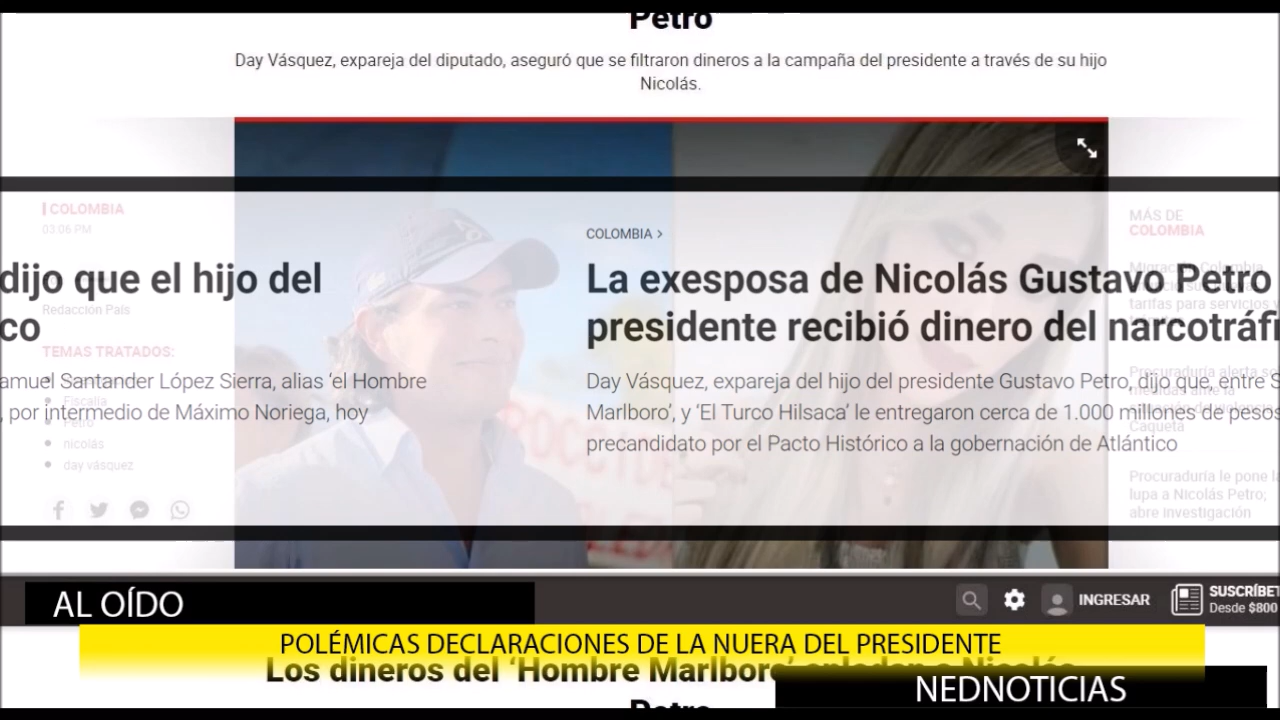 Petro
Day Vásquez, expareja del diputado, aseguró que se filtraron dineros a la campaña del presidente a través de su hijo
Nicolás.
COLOMBIA
03:06 PM
Redacción País
TEMAS TRATADOS:
Fiscalía
Petro
nicolás
day vásquez
dijo que el hijo del
co
amuel Santander López Sierra, alias ‘el Hombre
, por intermedio de Máximo Noriega, hoy
COLOMBIA >
La exesposa de Nicolás Gustavo Petro
presidente recibió dinero del narcotráfi
Day Vásquez, expareja del hijo del presidente Gustavo Petro, dijo que, entre S
Marlboro’, y ‘El Turco Hilsaca’ le entregaron cerca de 1.000 millones de pesos
precandidato por el Pacto Histórico a la gobernación de Atlántico
MÁS DE
COLOMBIA
Migración Colombia
tarifas para servicios y
Procuraduría alerta so
Caquetá
Procuraduría le pone la
lupa a Nicolás Petro;
abre investigación
INGRESAR
SUSCRÍBET
Desde $800
AL OÍDO
POLÉMICAS DECLARACIONES DE LA NUERA DEL PRESIDENTE
Los dineros del ‘Hombre Marlboro’ enlodan a Nicolás
Petro
NEDNOTICIAS